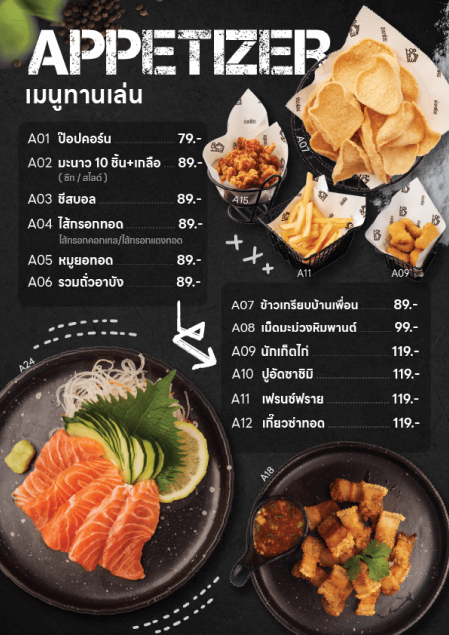 APPETIZER
เมนูทานเล่น
A01 ป๊อปคอร์น 79.-
A02 มะนาว 10 ชิ้น+เกลือ 89.-
( ซีก / สไลด์ )
A03 ชีสบอล 89.-
A04 ไส้กรอกทอด 89.-
ไส้กรอกคอกเทล/ไส้กรอกแดงทอด
A05 หมูยอทอด 89.-
A06 รวมถั่วอาบัง 89.-
A07
A15
A11
A09
A07 ข้าวเกรียบบ้านเพื่อน 89.-
A08 เม็ดมะม่วงหิมพานต์ 99.-
A09 นักเก็ตไก่ 119.-
A10 ปูอัดซาชิมิ 119.-
A11 เฟรนช์ฟราย 119.-
A12 เกี๊ยวซ่าทอด 119.-
A24
A18